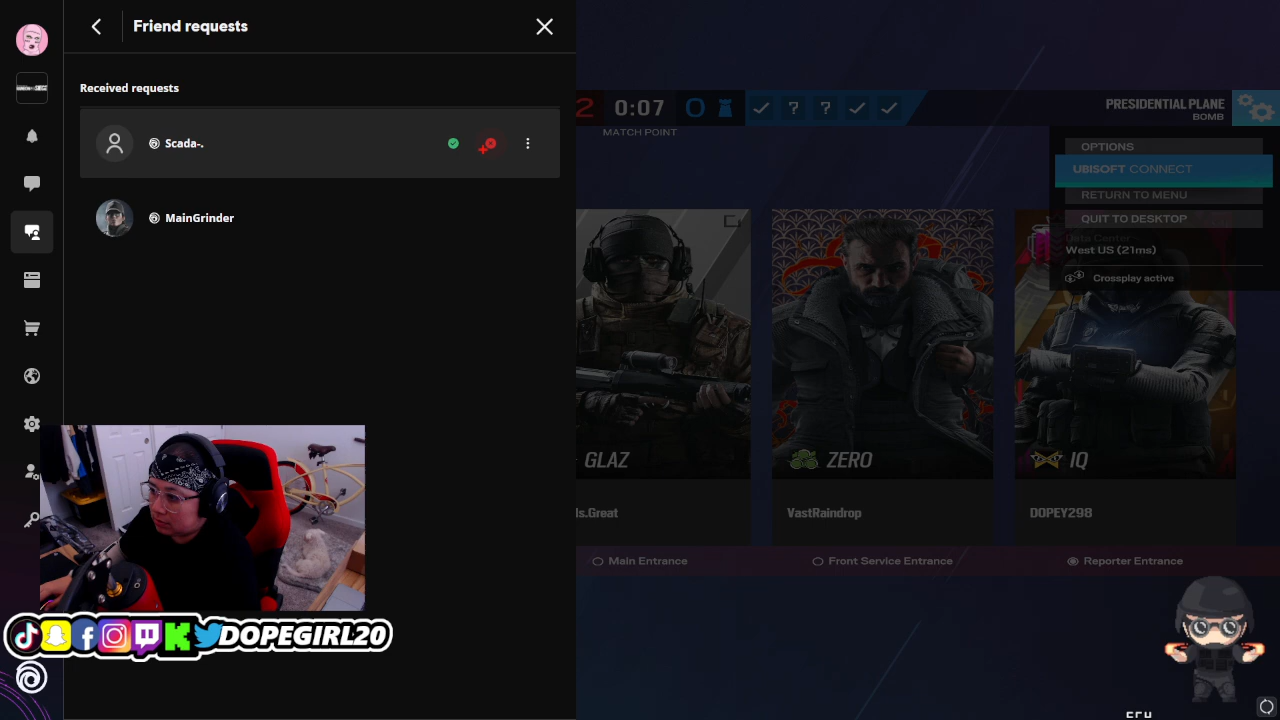 Friend requests
Received requests
Scada-.
MainGrinder
2 0:07 0 ? ?
MATCH POINT
PRESIDENTIAL PLANE
BOMB
OPTIONS
UBISOFT CONNECT
RETURN TO MENU
QUIT TO DESKTOP
Data Center
West US (21ms)
Crossplay active
GLAZ
ZERO
IQ
ls.Great
VastRaindrop
DOPEY298
Main Entrance
Front Service Entrance
Reporter Entrance
DOPEGIRL20